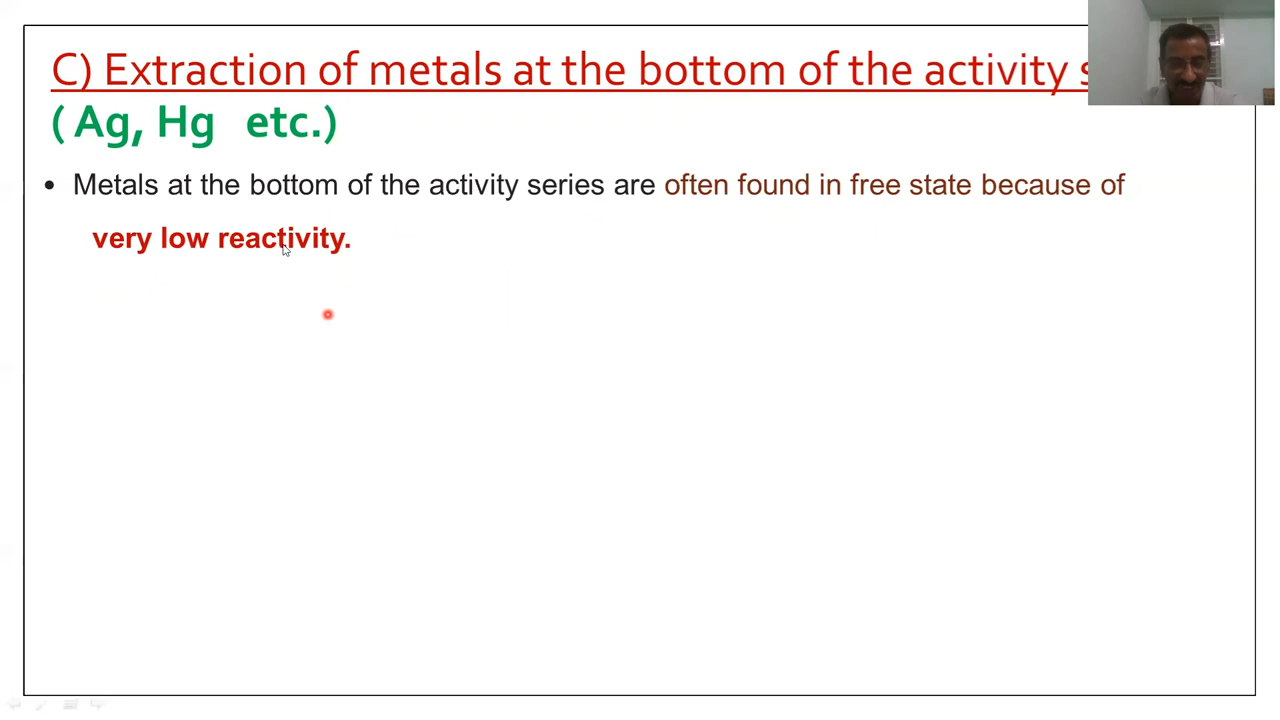 C) Extraction of metals at the bottom of the activity
( Ag, Hg etc.)
• Metals at the bottom of the activity series are often found in free state because of
very low reactivity.